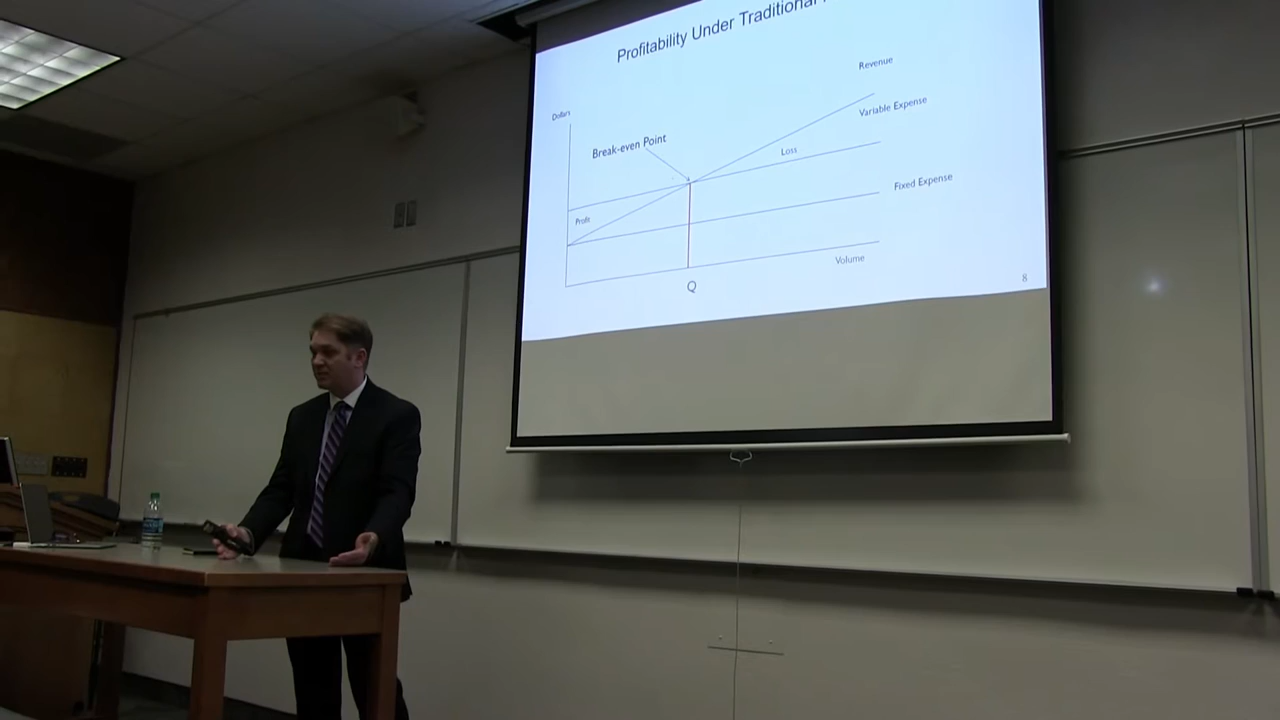 Profitability Under Traditional
Revenue
Dollars
Variable Expense
Break-even Point
Loss
Fixed Expense
Profit
Volume
8
Q